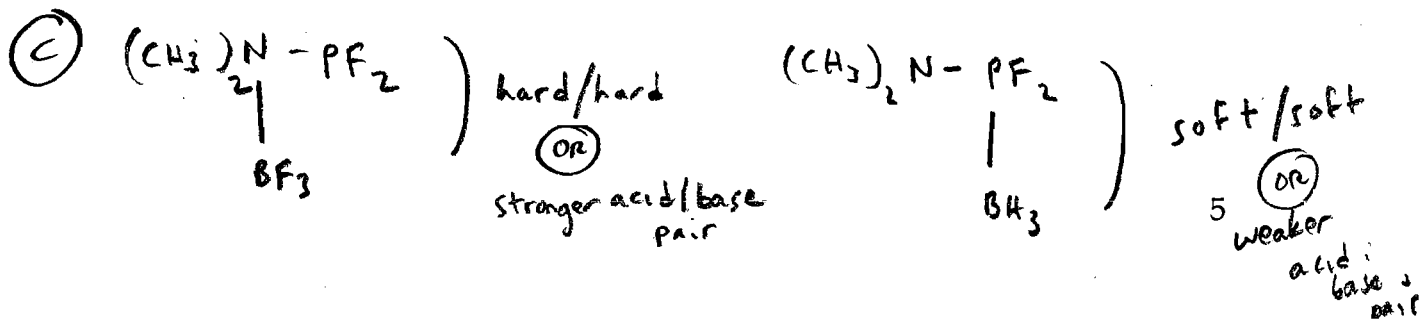 Ⓒ (CH₃)₂N - PF₂
|
BF₃
hard/hard
OR
stronger acid/base
pair
(CH₃)₂N - PF₂
|
BH₃
soft/soft
OR
5
weaker
acid
base
pair